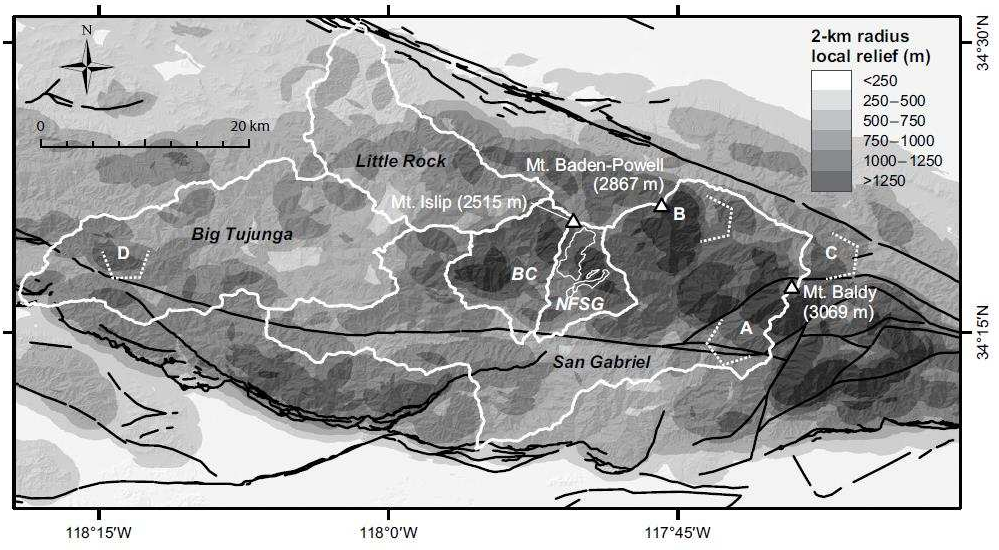 N
0
20 km
2-km radius
local relief (m)
<250
250–500
500–750
750–1000
1000–1250
>1250
34°30'N
34°15'N
Little Rock
Mt. Baden-Powell
(2867 m)
Mt. Islip (2515 m)
B
Big Tujunga
D
C
BC
NFSG
Mt. Baldy
(3069 m)
A
San Gabriel
118°15'W
118°0'W
117°45'W